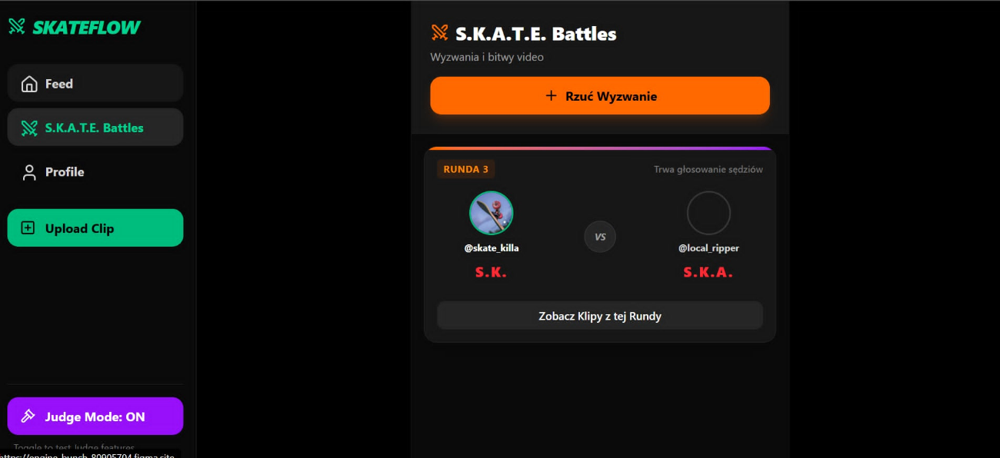 SKATEFLOW
Feed
S.K.A.T.E. Battles
Profile
Upload Clip
Judge Mode: ON
Toggle to test Judge features
https://engine-bunch-80905704.figma.site
S.K.A.T.E. Battles
Wyzwania i bitwy video
+ Rzuć Wyzwanie
RUNDA 3
Trwa głosowanie sędziów
@skate_killa
S.K.
VS
@local_ripper
S.K.A.
Zobacz Klipy z tej Rundy